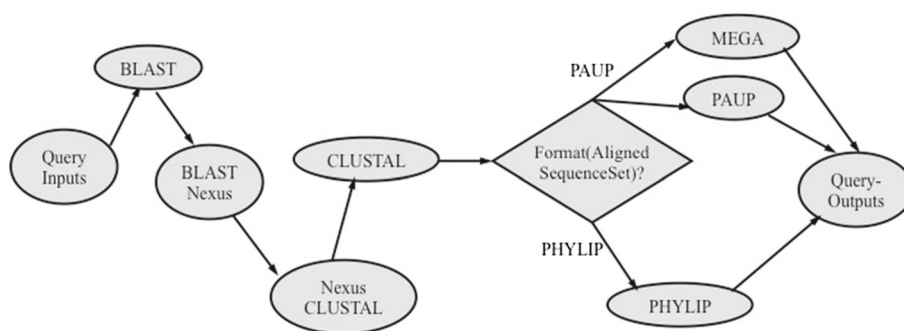 Query
Inputs
BLAST
BLAST
Nexus
Nexus
CLUSTAL
CLUSTAL
Format(Aligned
SequenceSet)?
PAUP
MEGA
PAUP
PHYLIP
PHYLIP
Query-
Outputs